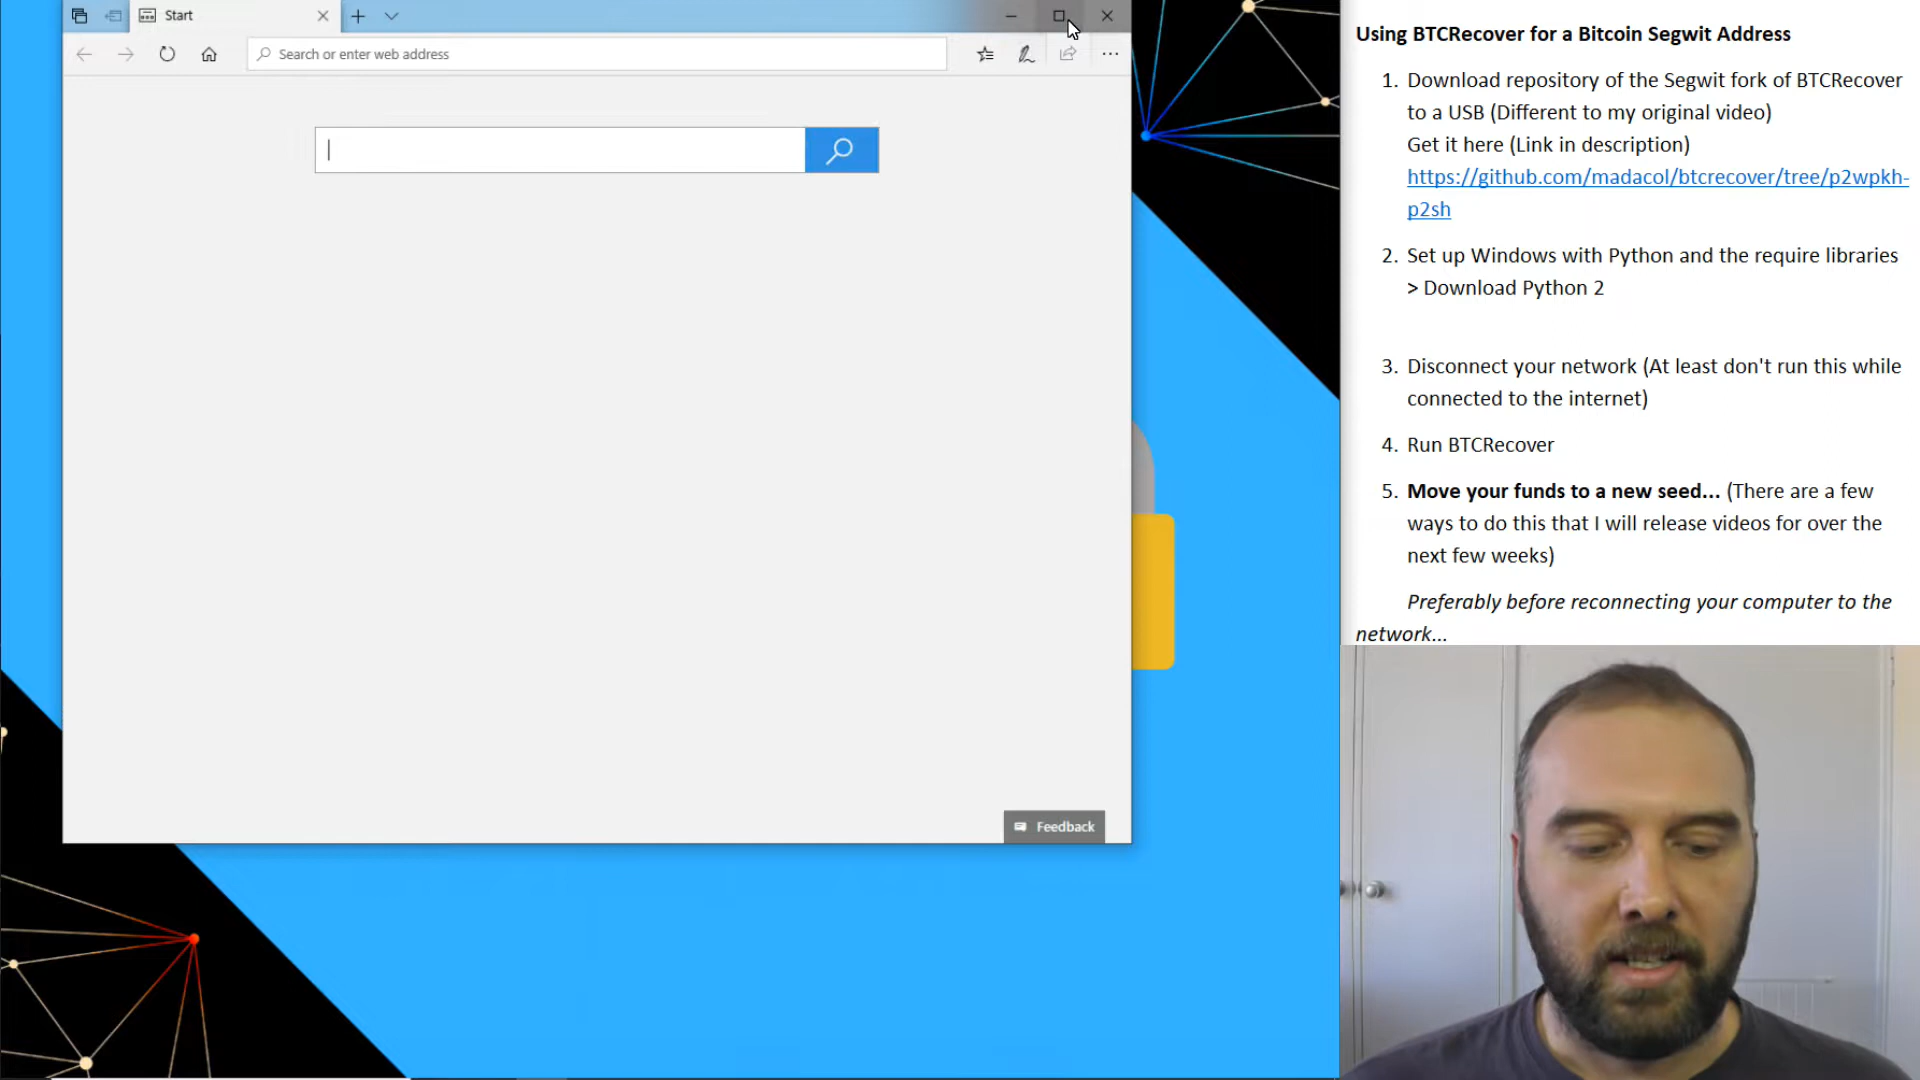 Start
Search or enter web address
Feedback
Using BTCRecover for a Bitcoin Segwit Address
1. Download repository of the Segwit fork of BTCRecover
to a USB (Different to my original video)
Get it here (Link in description)
https://github.com/madacol/btcrecover/tree/p2wpkh-
p2sh
2. Set up Windows with Python and the require libraries
> Download Python 2
3. Disconnect your network (At least don't run this while
connected to the internet)
4. Run BTCRecover
5. Move your funds to a new seed... (There are a few
ways to do this that I will release videos for over the
next few weeks)
Preferably before reconnecting your computer to the
network...